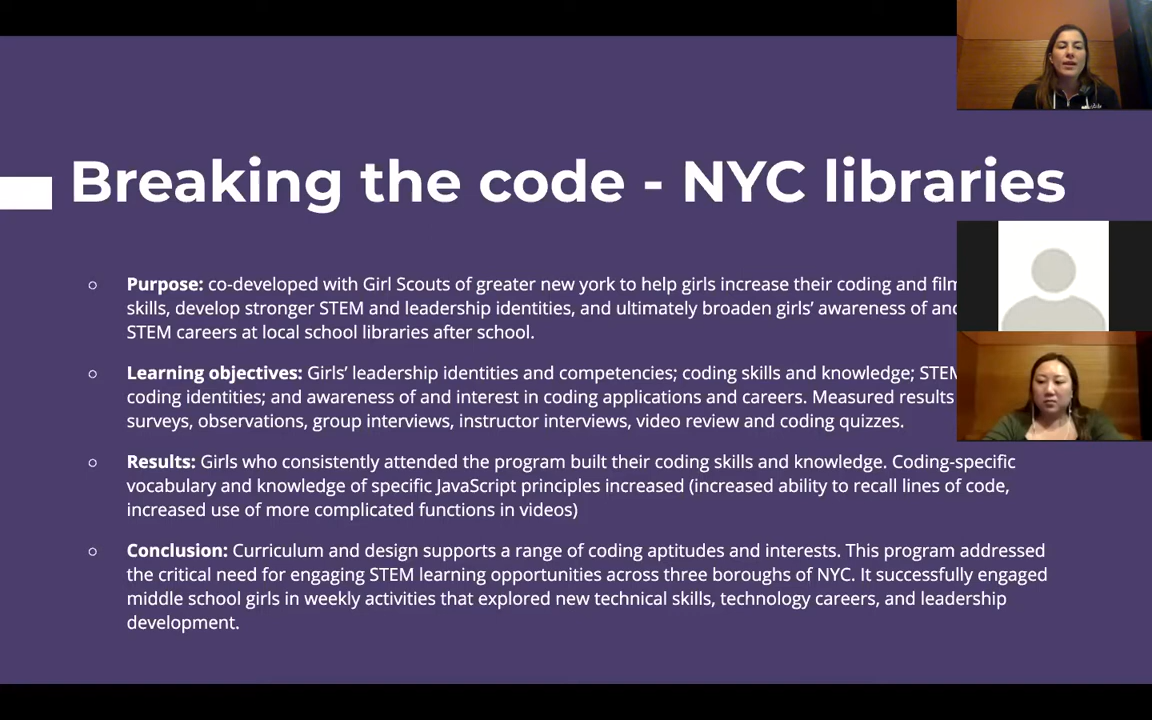 Breaking the code - NYC libraries
Purpose: co-developed with Girl Scouts of greater new york to help girls increase their coding and film
skills, develop stronger STEM and leadership identities, and ultimately broaden girls' awareness of and
STEM careers at local school libraries after school.
Learning objectives: Girls' leadership identities and competencies; coding skills and knowledge; STEM
coding identities; and awareness of and interest in coding applications and careers. Measured results
surveys, observations, group interviews, instructor interviews, video review and coding quizzes.
Results: Girls who consistently attended the program built their coding skills and knowledge. Coding-specific
vocabulary and knowledge of specific JavaScript principles increased (increased ability to recall lines of code,
increased use of more complicated functions in videos)
Conclusion: Curriculum and design supports a range of coding aptitudes and interests. This program addressed
the critical need for engaging STEM learning opportunities across three boroughs of NYC. It successfully engaged
middle school girls in weekly activities that explored new technical skills, technology careers, and leadership
development.